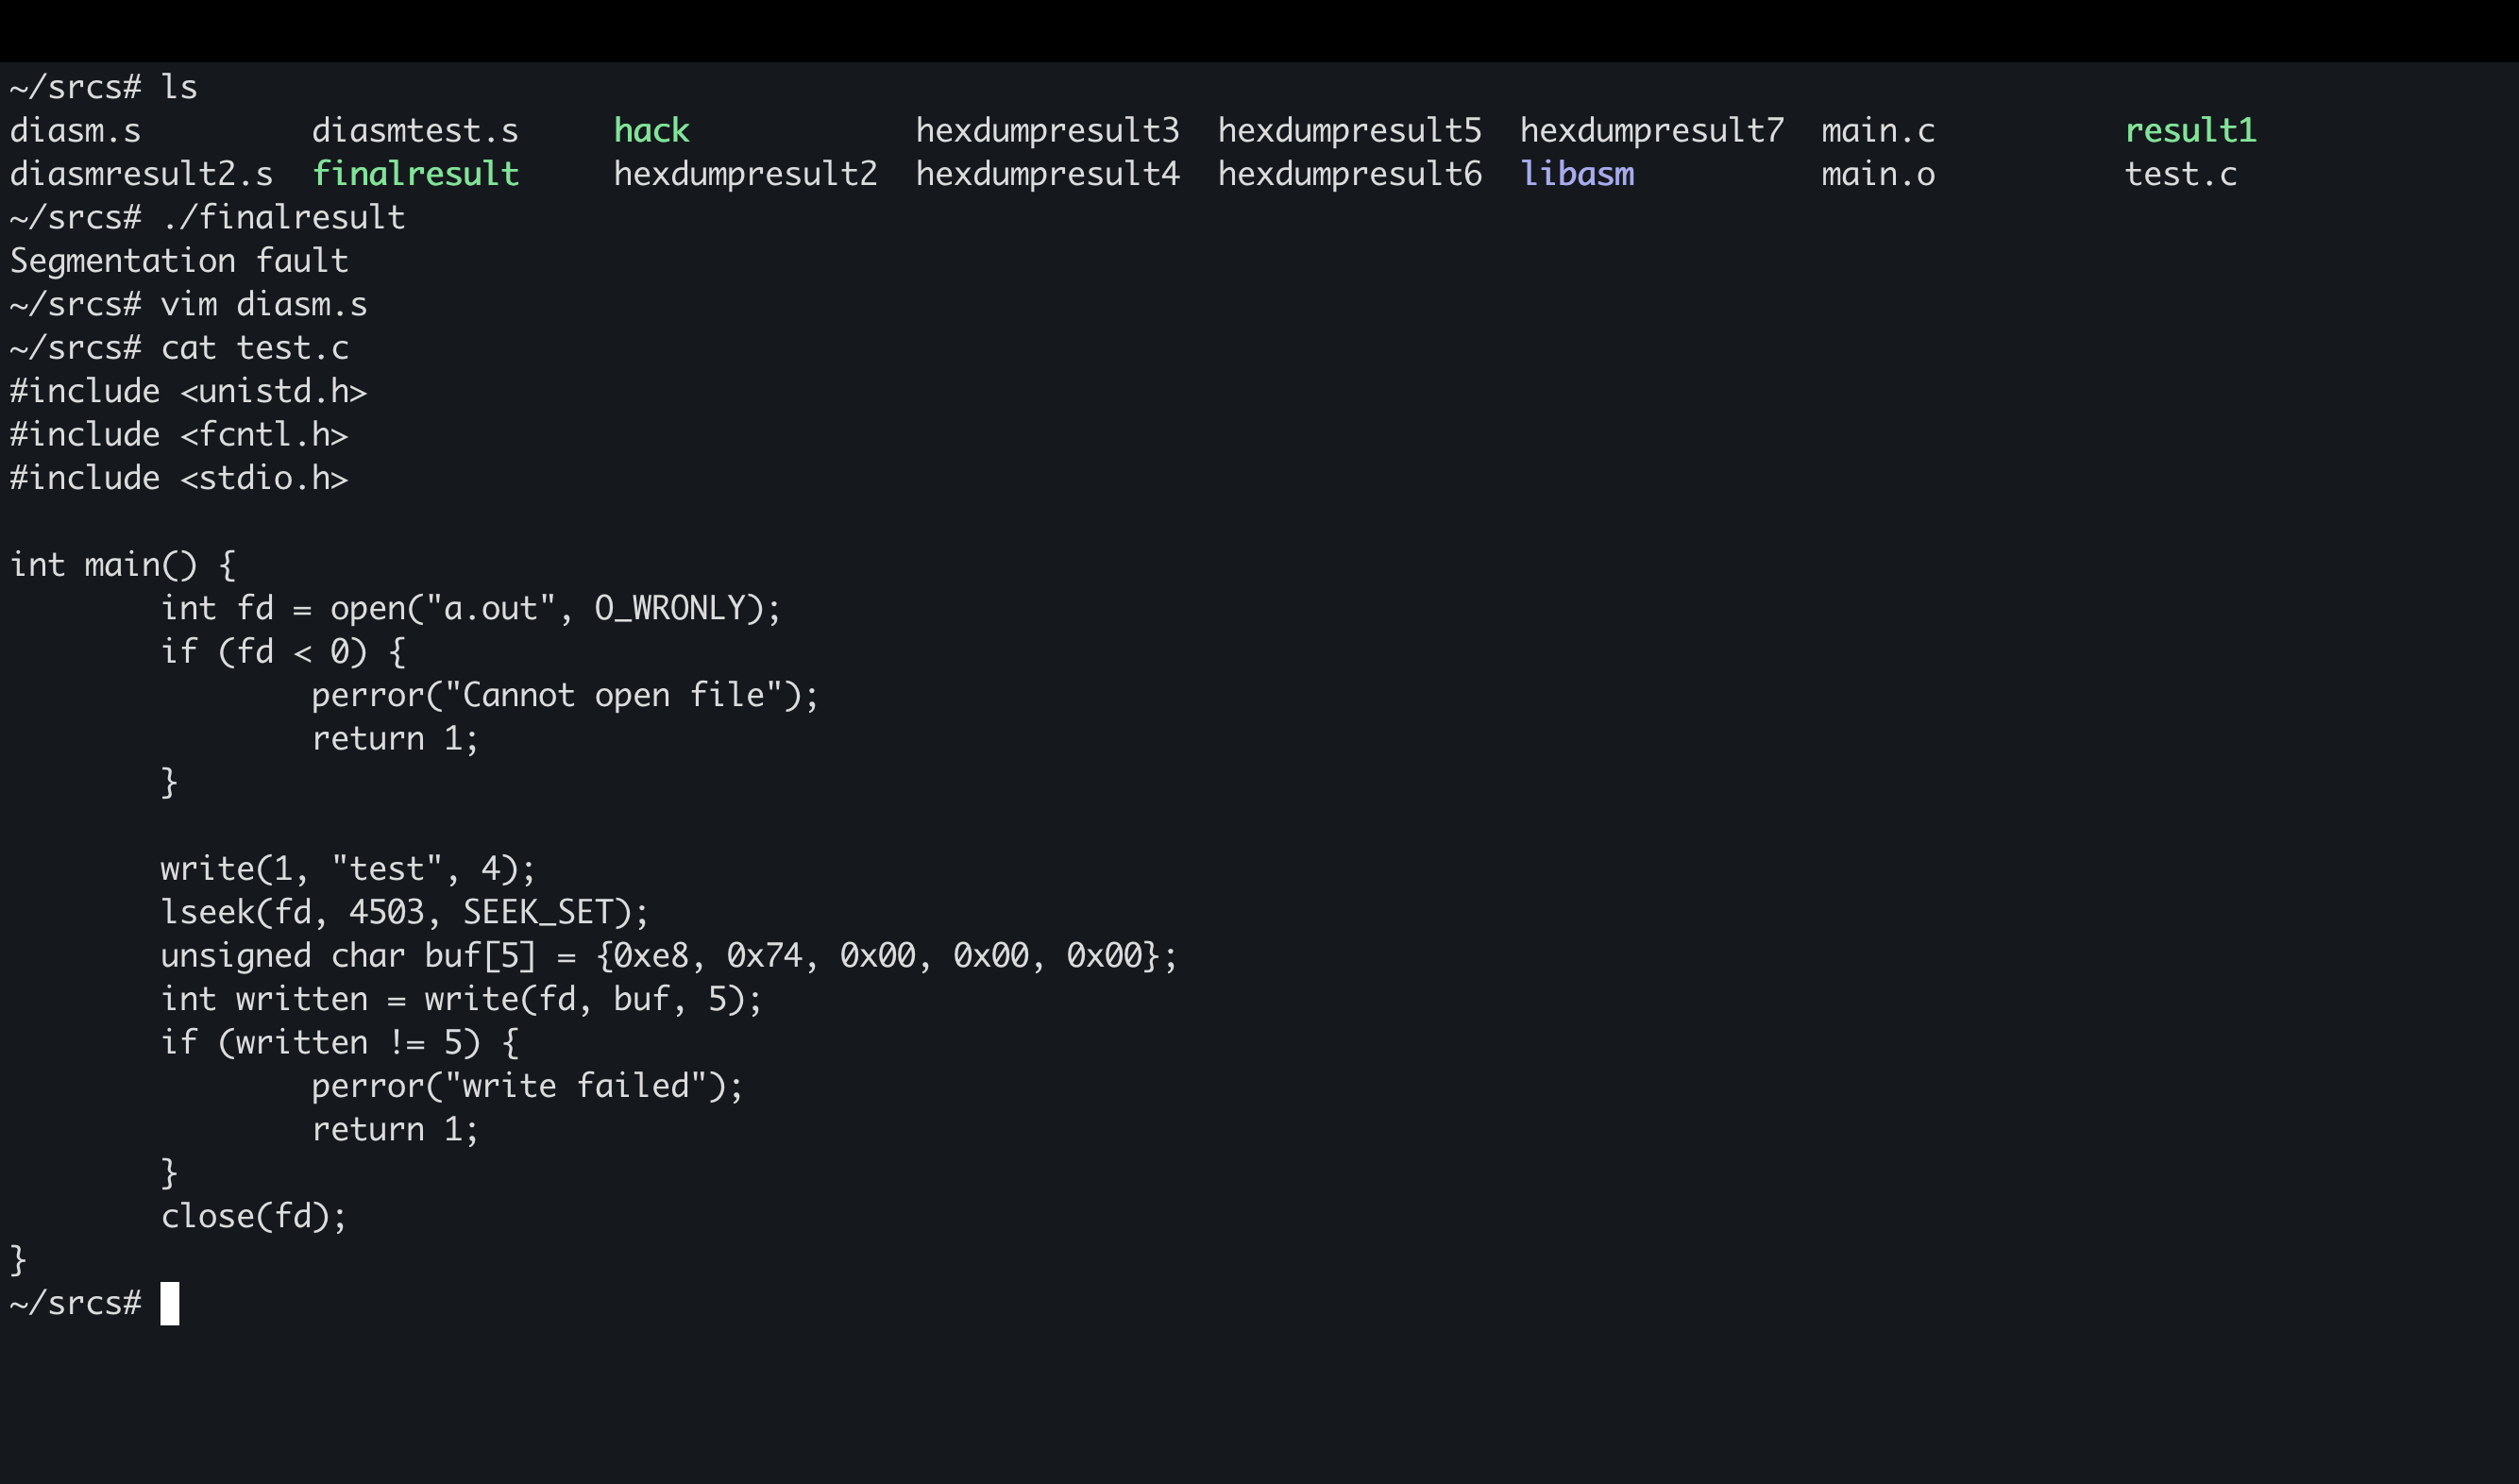 ~/srcs# ls
diasm.s         diasmtest.s     hack            hexdumpresult3  hexdumpresult5  hexdumpresult7  main.c          result1
diasmresult2.s  finalresult     hexdumpresult2  hexdumpresult4  hexdumpresult6  libasm          main.o          test.c
~/srcs# ./finalresult
Segmentation fault
~/srcs# vim diasm.s
~/srcs# cat test.c
#include <unistd.h>
#include <fcntl.h>
#include <stdio.h>

int main() {
        int fd = open("a.out", O_WRONLY);
        if (fd < 0) {
                perror("Cannot open file");
                return 1;
        }

        write(1, "test", 4);
        lseek(fd, 4503, SEEK_SET);
        unsigned char buf[5] = {0xe8, 0x74, 0x00, 0x00, 0x00};
        int written = write(fd, buf, 5);
        if (written != 5) {
                perror("write failed");
                return 1;
        }
        close(fd);
}
~/srcs#